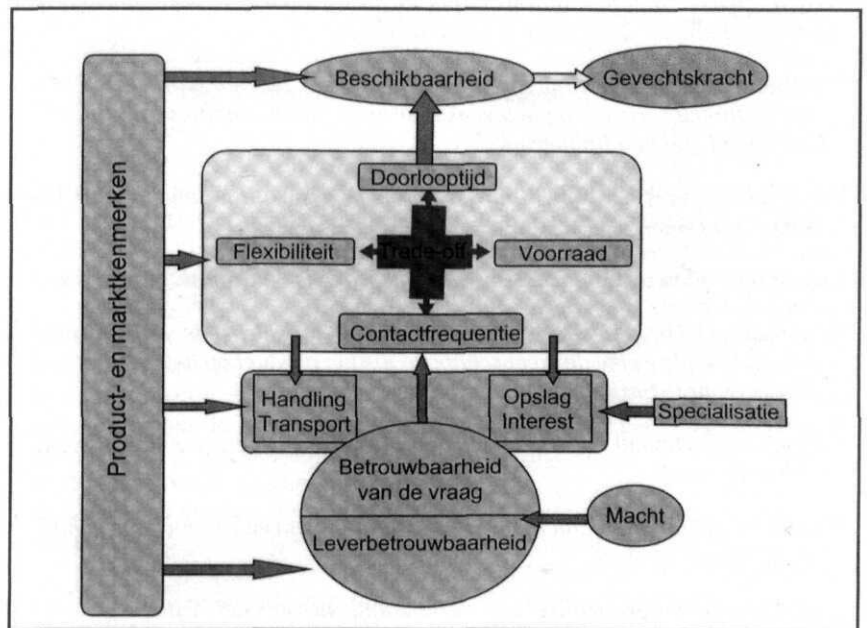 Beschikbaarheid
Gevechtskracht
Product- en marktkenmerken
Doorlooptijd
Flexibiliteit
Trade-off
Voorraad
Contactfrequentie
Handling
Transport
Opslag
Interest
Specialisatie
Betrouwbaarheid
van de vraag
Macht
Leverbetrouwbaarheid